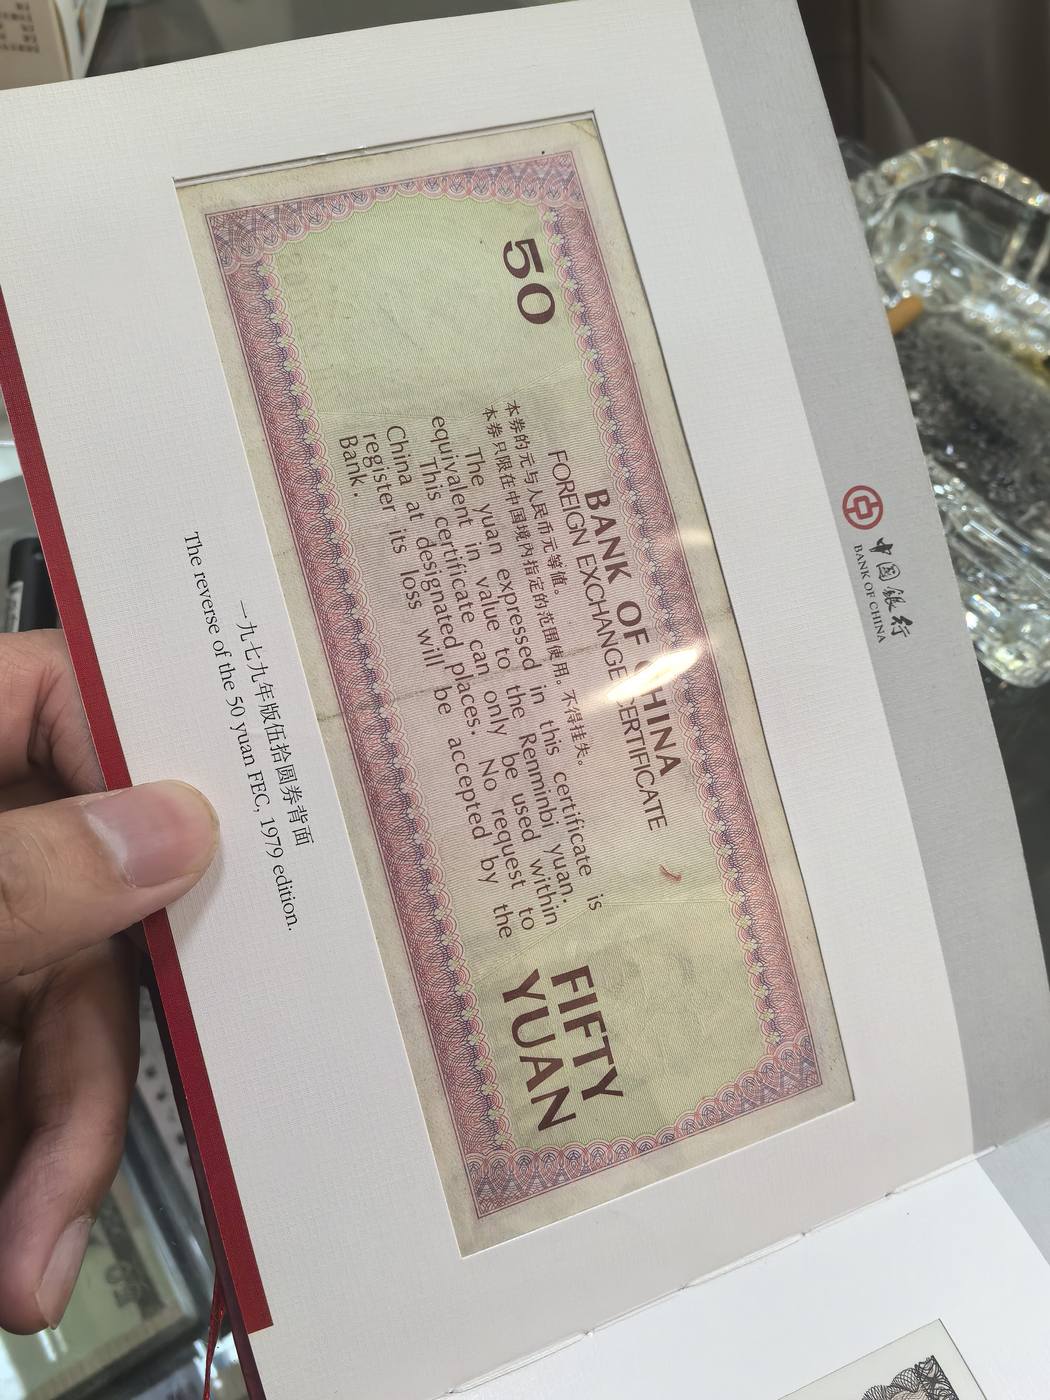 50
BANK OF CHINA
FOREIGN EXCHANGE CERTIFICATE
本券的元与人民币元等值。
本券只限在中国境内指定的范围使用。不得挂失。
The yuan expressed in this certificate is
equivalent in value to the Renminbi yuan.
This certificate can only be used within
China at designated places. No request to
register its loss will be accepted by the
Bank.
FIFTY
YUAN
一九七九年版伍拾圆券背面
The reverse of the 50 yuan FEC, 1979 edition.
中国银行
BANK OF CHINA